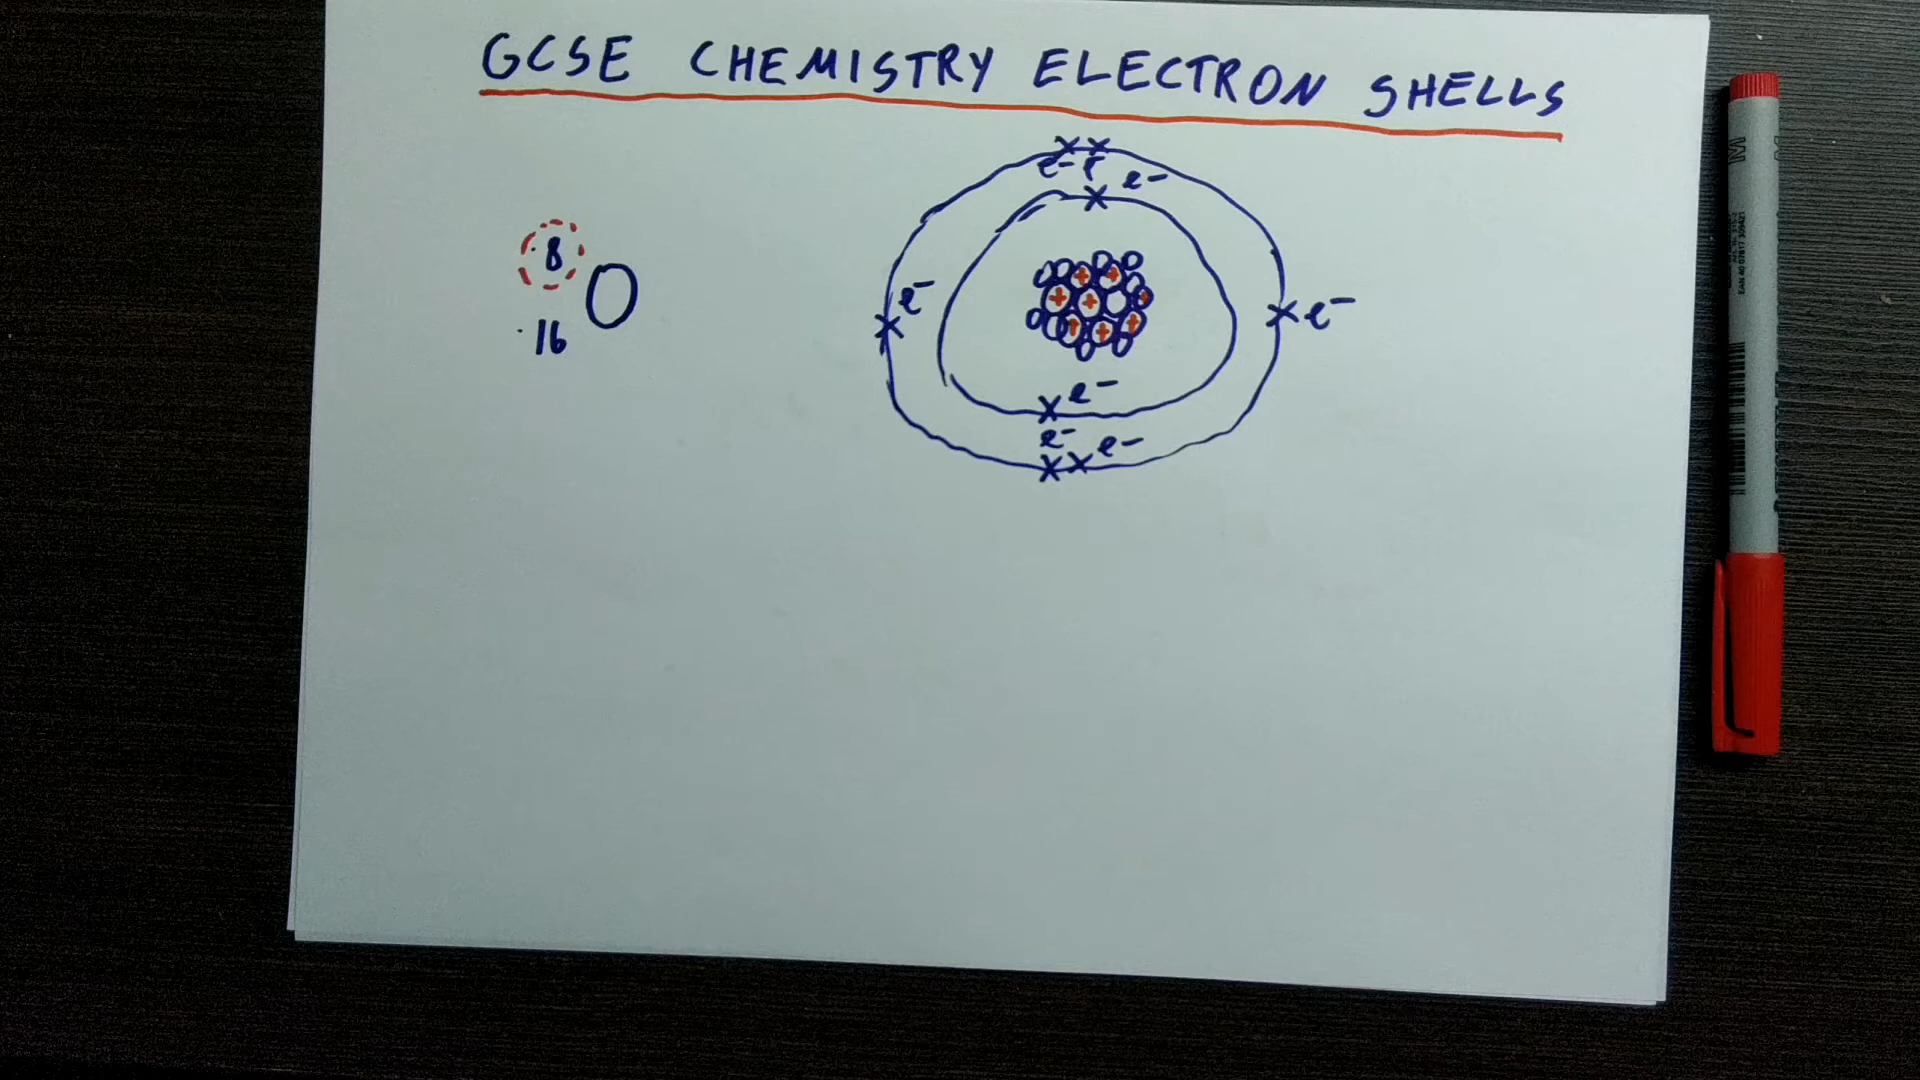 GCSE CHEMISTRY ELECTRON SHELLS
e- e e-
8
O
e-
e-
16
e-
e- e-